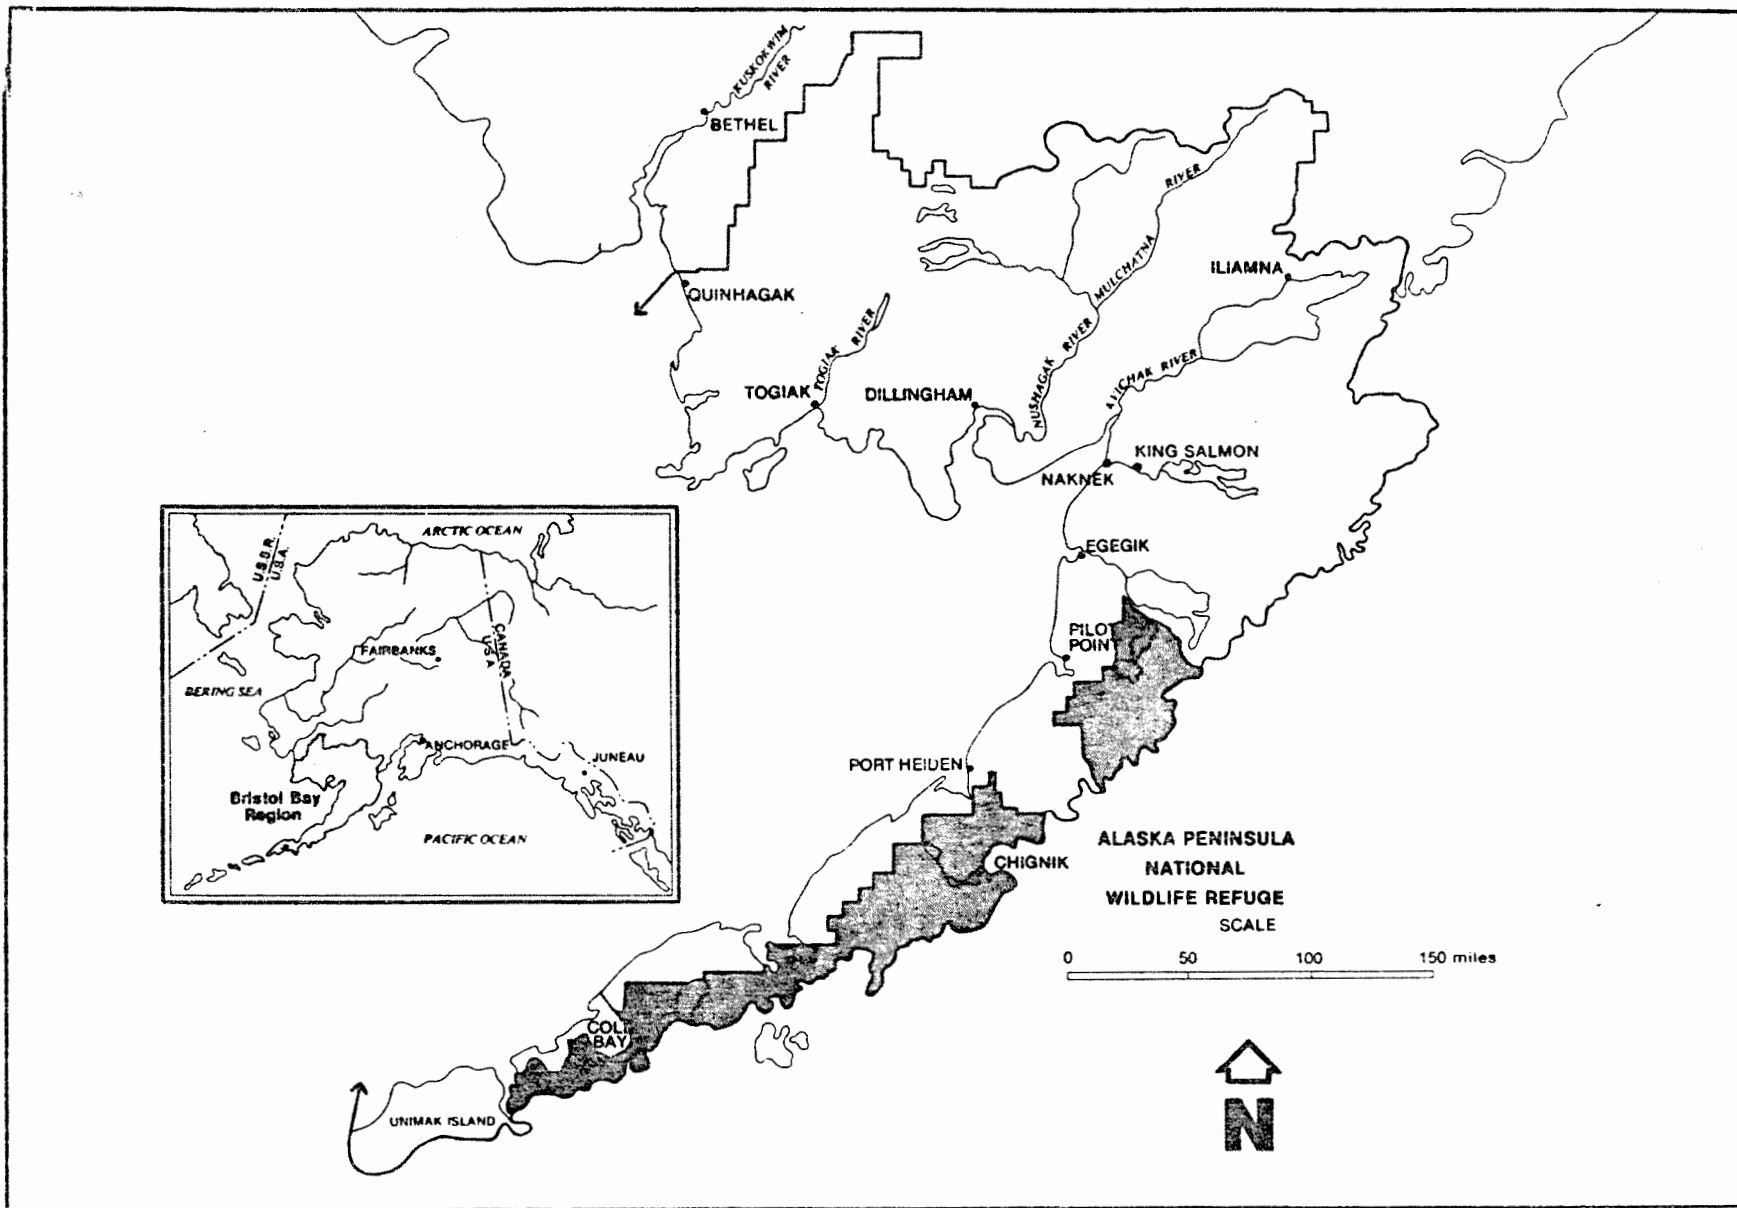 KUSKOKWIM
RIVER
BETHEL
RIVER
MULCHATNA
ILIAMNA
QUINHAGAK
TOGIAK RIVER
NUSHAGAK RIVER
KVICHAK RIVER
TOGIAK
DILLINGHAM
KING SALMON
NAKNEK
EGEGIK
PILOT
POINT
PORT HEIDEN
CHIGNIK
COLD
BAY
UNIMAK ISLAND
ARCTIC OCEAN
U.S.S.R.
U.S.A.
CANADA
U S A
FAIRBANKS
BERING SEA
ANCHORAGE
JUNEAU
Bristol Bay
Region
PACIFIC OCEAN
ALASKA PENINSULA
NATIONAL
WILDLIFE REFUGE
SCALE
0 50 100 150 miles
N